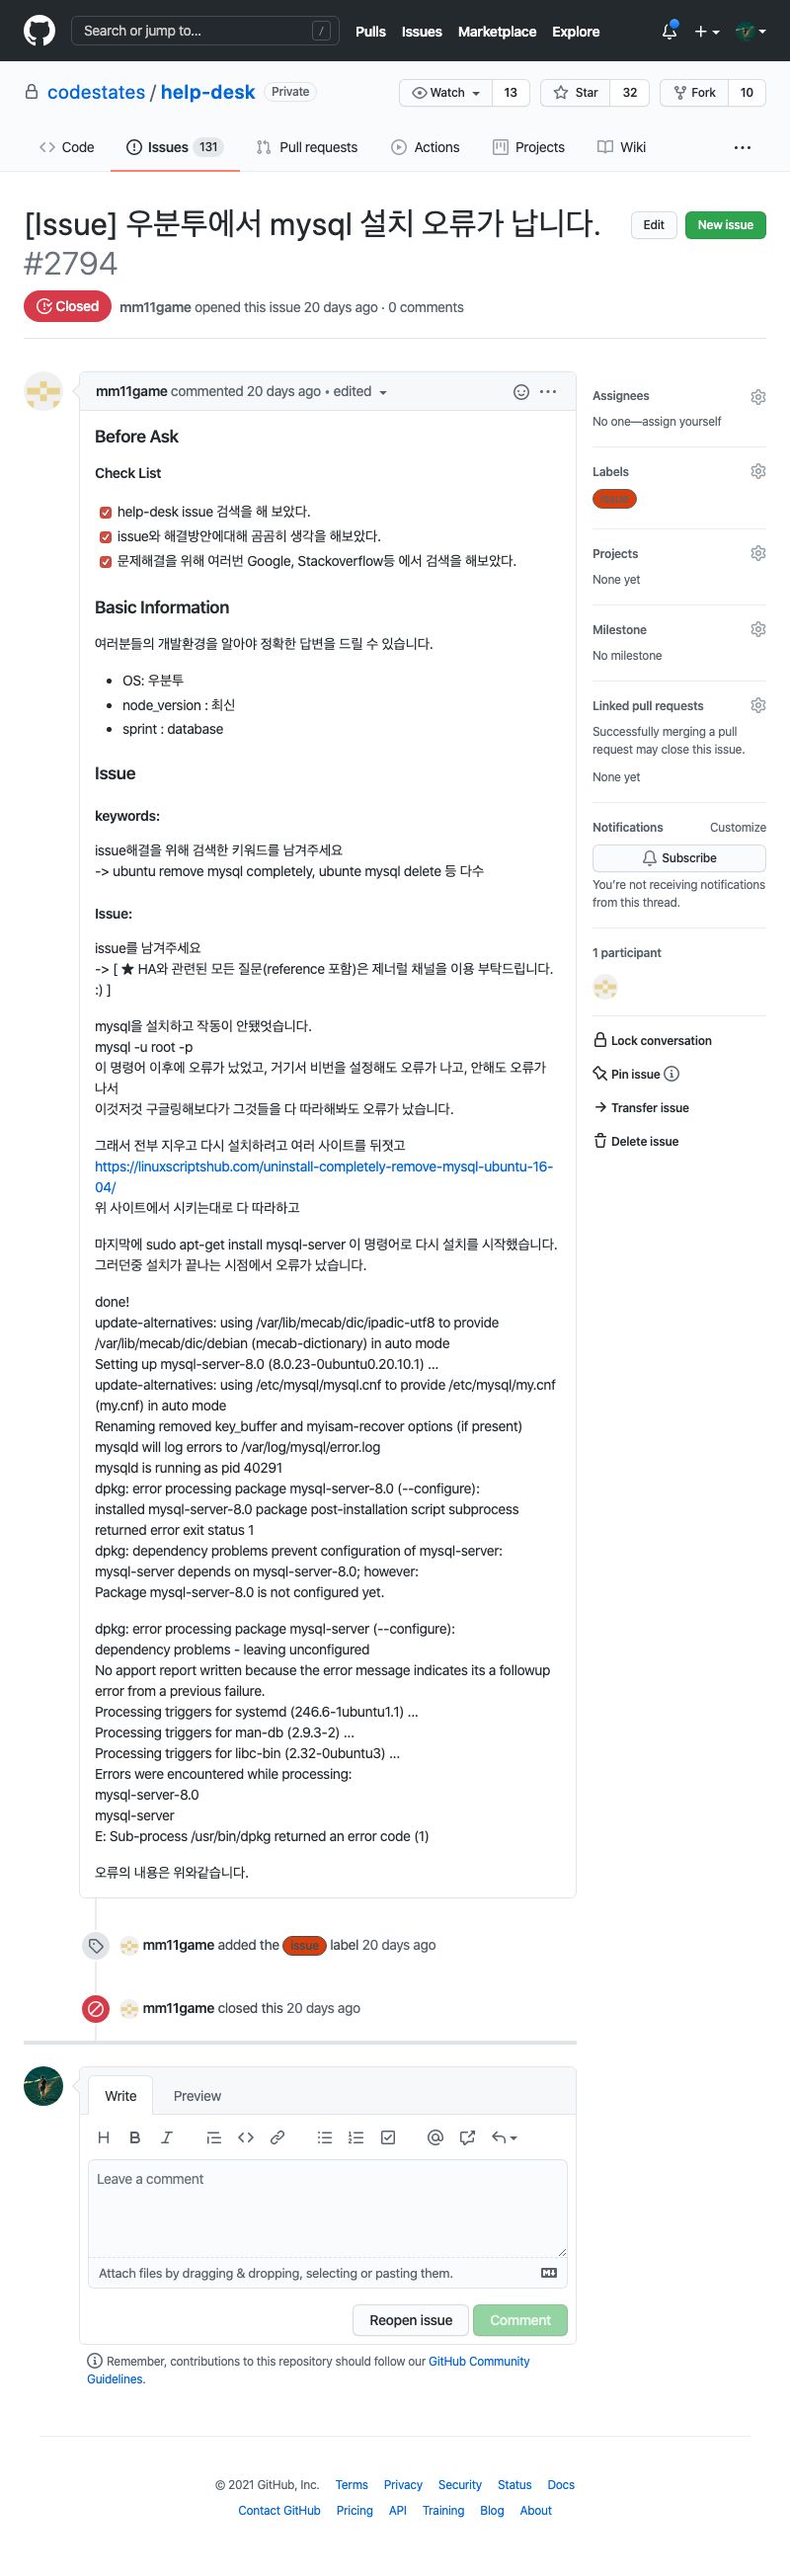 Search or jump to...
/
Pulls
Issues
Marketplace
Explore
codestates / help-desk
Private
Watch
13
Star
32
Fork
10
Code
Issues 131
Pull requests
Actions
Projects
Wiki
[Issue] 우분투에서 mysql 설치 오류가 납니다.
#2794
Edit
New issue
Closed
mm11game opened this issue 20 days ago · 0 comments
mm11game commented 20 days ago • edited
Before Ask
Check List
help-desk issue 검색을 해 보았다.
issue와 해결방안에대해 곰곰히 생각을 해보았다.
문제해결을 위해 여러번 Google, Stackoverflow등 에서 검색을 해보았다.
Basic Information
여러분들의 개발환경을 알아야 정확한 답변을 드릴 수 있습니다.
• OS: 우분투
• node_version : 최신
• sprint : database
Issue
keywords:
issue해결을 위해 검색한 키워드를 남겨주세요
-> ubuntu remove mysql completely, ubunte mysql delete 등 다수
Issue:
issue를 남겨주세요
-> [ ★ HA와 관련된 모든 질문(reference 포함)은 제너럴 채널을 이용 부탁드립니다.
:) ]
mysql을 설치하고 작동이 안됐엇습니다.
mysql -u root -p
이 명령어 이후에 오류가 났었고, 거기서 비번을 설정해도 오류가 나고, 안해도 오류가
나서
이것저것 구글링해보다가 그것들을 다 따라해봐도 오류가 났습니다.
그래서 전부 지우고 다시 설치하려고 여러 사이트를 뒤젓고
https://linuxscriptshub.com/uninstall-completely-remove-mysql-ubuntu-16-
04/
위 사이트에서 시키는대로 다 따라하고
마지막에 sudo apt-get install mysql-server 이 명령어로 다시 설치를 시작했습니다.
그러던중 설치가 끝나는 시점에서 오류가 났습니다.
done!
update-alternatives: using /var/lib/mecab/dic/ipadic-utf8 to provide
/var/lib/mecab/dic/debian (mecab-dictionary) in auto mode
Setting up mysql-server-8.0 (8.0.23-0ubuntu0.20.10.1) ...
update-alternatives: using /etc/mysql/mysql.cnf to provide /etc/mysql/my.cnf
(my.cnf) in auto mode
Renaming removed key_buffer and myisam-recover options (if present)
mysqld will log errors to /var/log/mysql/error.log
mysqld is running as pid 40291
dpkg: error processing package mysql-server-8.0 (--configure):
installed mysql-server-8.0 package post-installation script subprocess
returned error exit status 1
dpkg: dependency problems prevent configuration of mysql-server:
mysql-server depends on mysql-server-8.0; however:
Package mysql-server-8.0 is not configured yet.
dpkg: error processing package mysql-server (--configure):
dependency problems - leaving unconfigured
No apport report written because the error message indicates its a followup
error from a previous failure.
Processing triggers for systemd (246.6-1ubuntu1.1) ...
Processing triggers for man-db (2.9.3-2) ...
Processing triggers for libc-bin (2.32-0ubuntu3) ...
Errors were encountered while processing:
mysql-server-8.0
mysql-server
E: Sub-process /usr/bin/dpkg returned an error code (1)
오류의 내용은 위와같습니다.
Assignees
No one—assign yourself
Labels
issue
Projects
None yet
Milestone
No milestone
Linked pull requests
Successfully merging a pull
request may close this issue.
None yet
Notifications
Customize
Subscribe
You're not receiving notifications
from this thread.
1 participant
Lock conversation
Pin issue
Transfer issue
Delete issue
mm11game added the issue label 20 days ago
mm11game closed this 20 days ago
Write
Preview
Leave a comment
Attach files by dragging & dropping, selecting or pasting them.
Reopen issue
Comment
Remember, contributions to this repository should follow our GitHub Community
Guidelines.
© 2021 GitHub, Inc.
Terms
Privacy
Security
Status
Docs
Contact GitHub
Pricing
API
Training
Blog
About